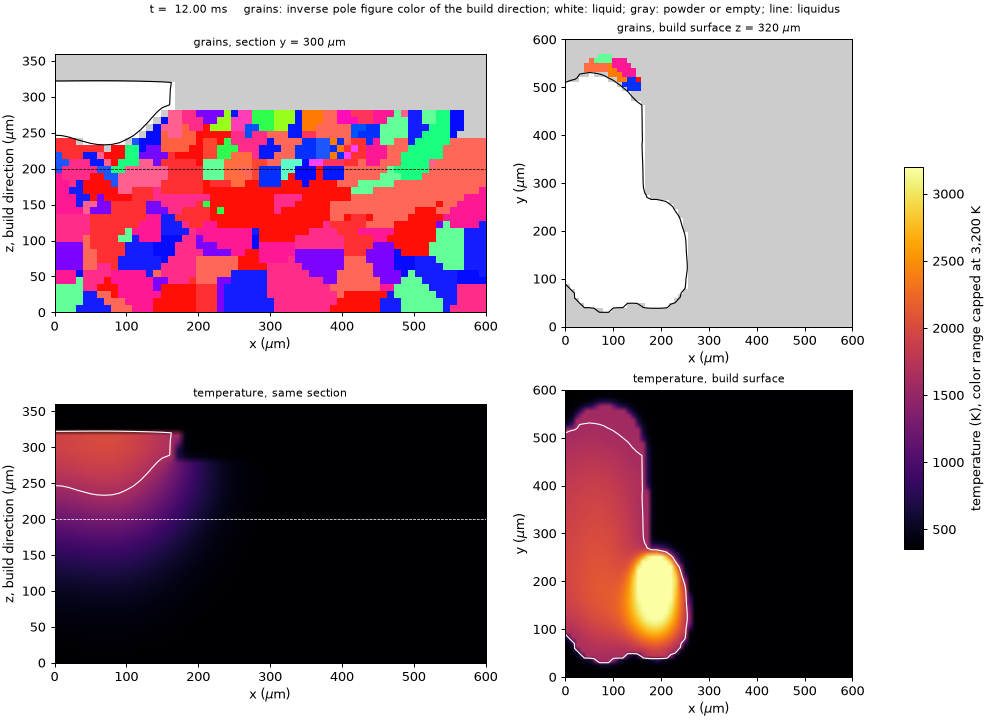 t =  12.00 ms    grains: inverse pole figure color of the build direction; white: liquid; gray: powder or empty; line: liquidus
grains, section y = 300 μm
350
300
250
200
150
100
50
0
z, build direction (μm)
0 100 200 300 400 500 600
x (μm)
grains, build surface z = 320 μm
600
500
400
300
200
100
0
y (μm)
0 100 200 300 400 500 600
x (μm)
temperature, same section
350
300
250
200
150
100
50
0
z, build direction (μm)
0 100 200 300 400 500 600
x (μm)
temperature, build surface
600
500
400
300
200
100
0
y (μm)
0 100 200 300 400 500 600
x (μm)
3000
2500
2000
1500
1000
500
temperature (K), color range capped at 3,200 K